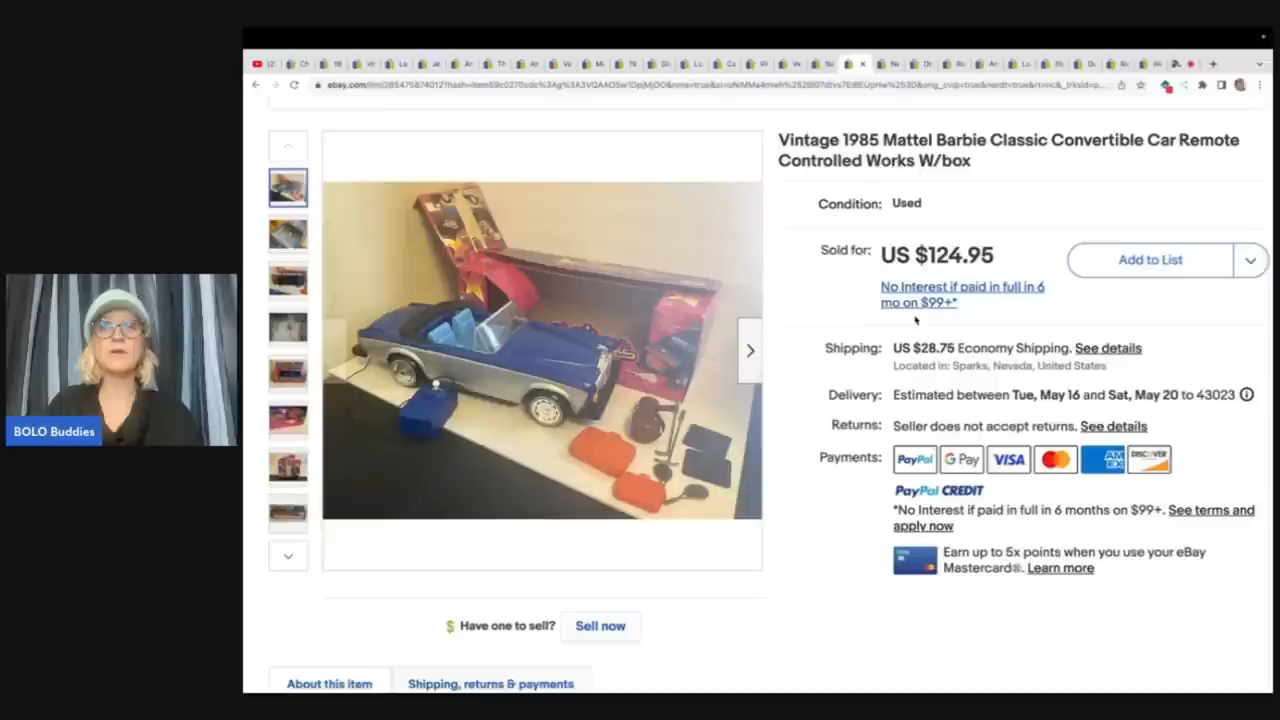 ebay.com
Vintage 1985 Mattel Barbie Classic Convertible Car Remote
Controlled Works W/box
Condition: Used
Sold for: US $124.95
Add to List
No Interest if paid in full in 6
mo on $99+*
Shipping: US $28.75 Economy Shipping. See details
Located in: Sparks, Nevada, United States
Delivery: Estimated between Tue, May 16 and Sat, May 20 to 43023
Returns: Seller does not accept returns. See details
Payments: PayPal G Pay VISA AM EX DISCOVER
PayPal CREDIT
*No Interest if paid in full in 6 months on $99+. See terms and
apply now
Earn up to 5x points when you use your eBay
Mastercard®. Learn more
BOLO Buddies
Have one to sell? Sell now
About this item
Shipping, returns & payments